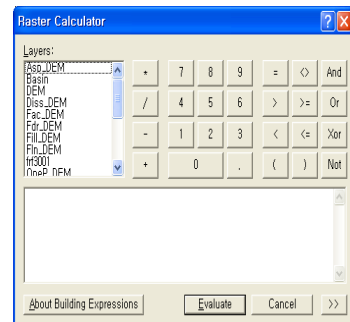 Raster Calculator
Layers:
Asp_DEM
Basin
DEM
Diss_DEM
Fac_DEM
Fdr_DEM
Fill_DEM
Fln_DEM
frf3001
OneP_DEM
* 7 8 9 = <> And
/ 4 5 6 > >= Or
- 1 2 3 < <= Xor
+ 0 . ( ) Not
About Building Expressions Evaluate Cancel >>